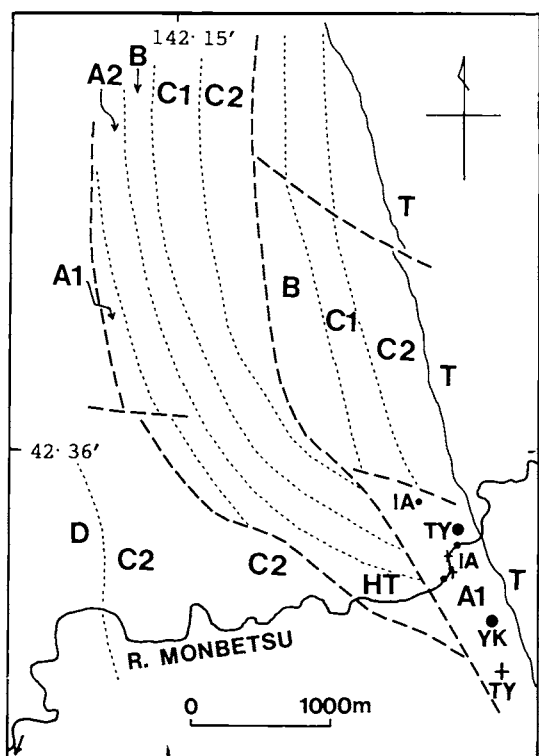 142° 15′
B
A2
C1 C2
T
A1
B
C1
C2
T
42° 36′
IA
TY
D
IA
C2
C2
HT
A1
T
R. MONBETSU
YK
TY
0 1000m